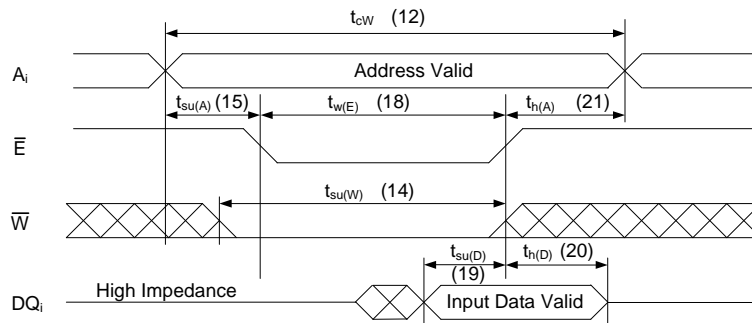 tcW (12)
Ai Address Valid
tsu(A) (15) tw(E) (18) th(A) (21)
E̅
tsu(W) (14)
W̅
tsu(D) (19) th(D) (20)
High Impedance
DQi Input Data Valid